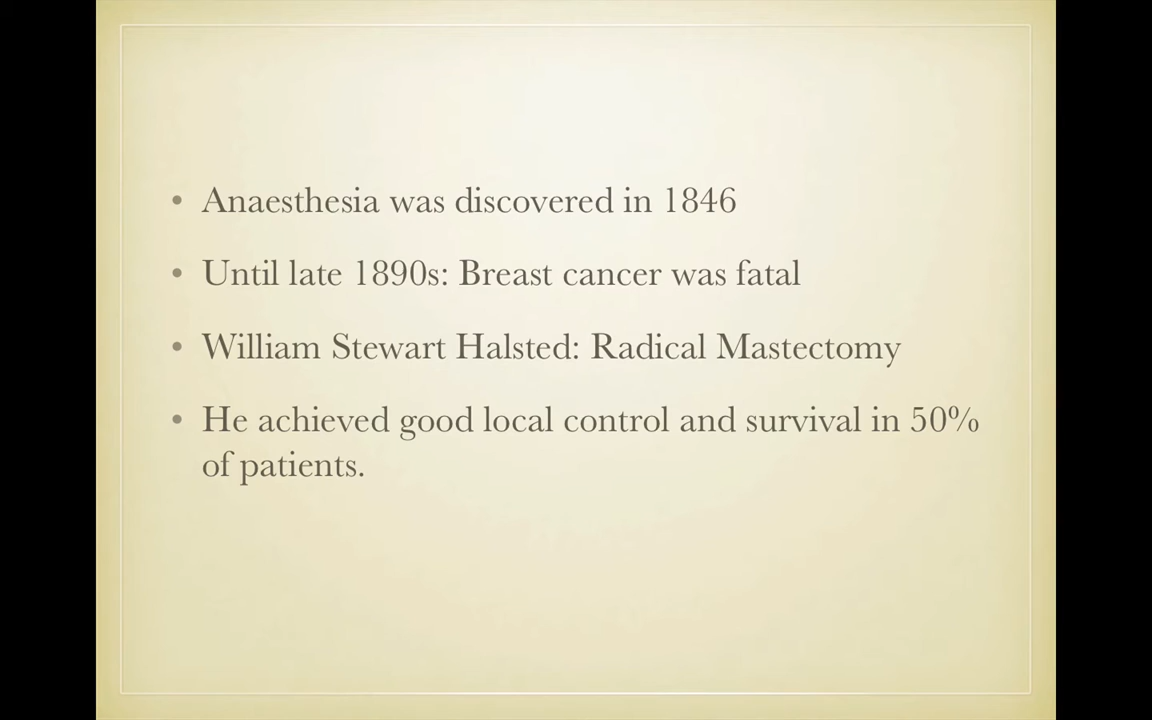 • Anaesthesia was discovered in 1846
• Until late 1890s: Breast cancer was fatal
• William Stewart Halsted: Radical Mastectomy
• He achieved good local control and survival in 50%
of patients.